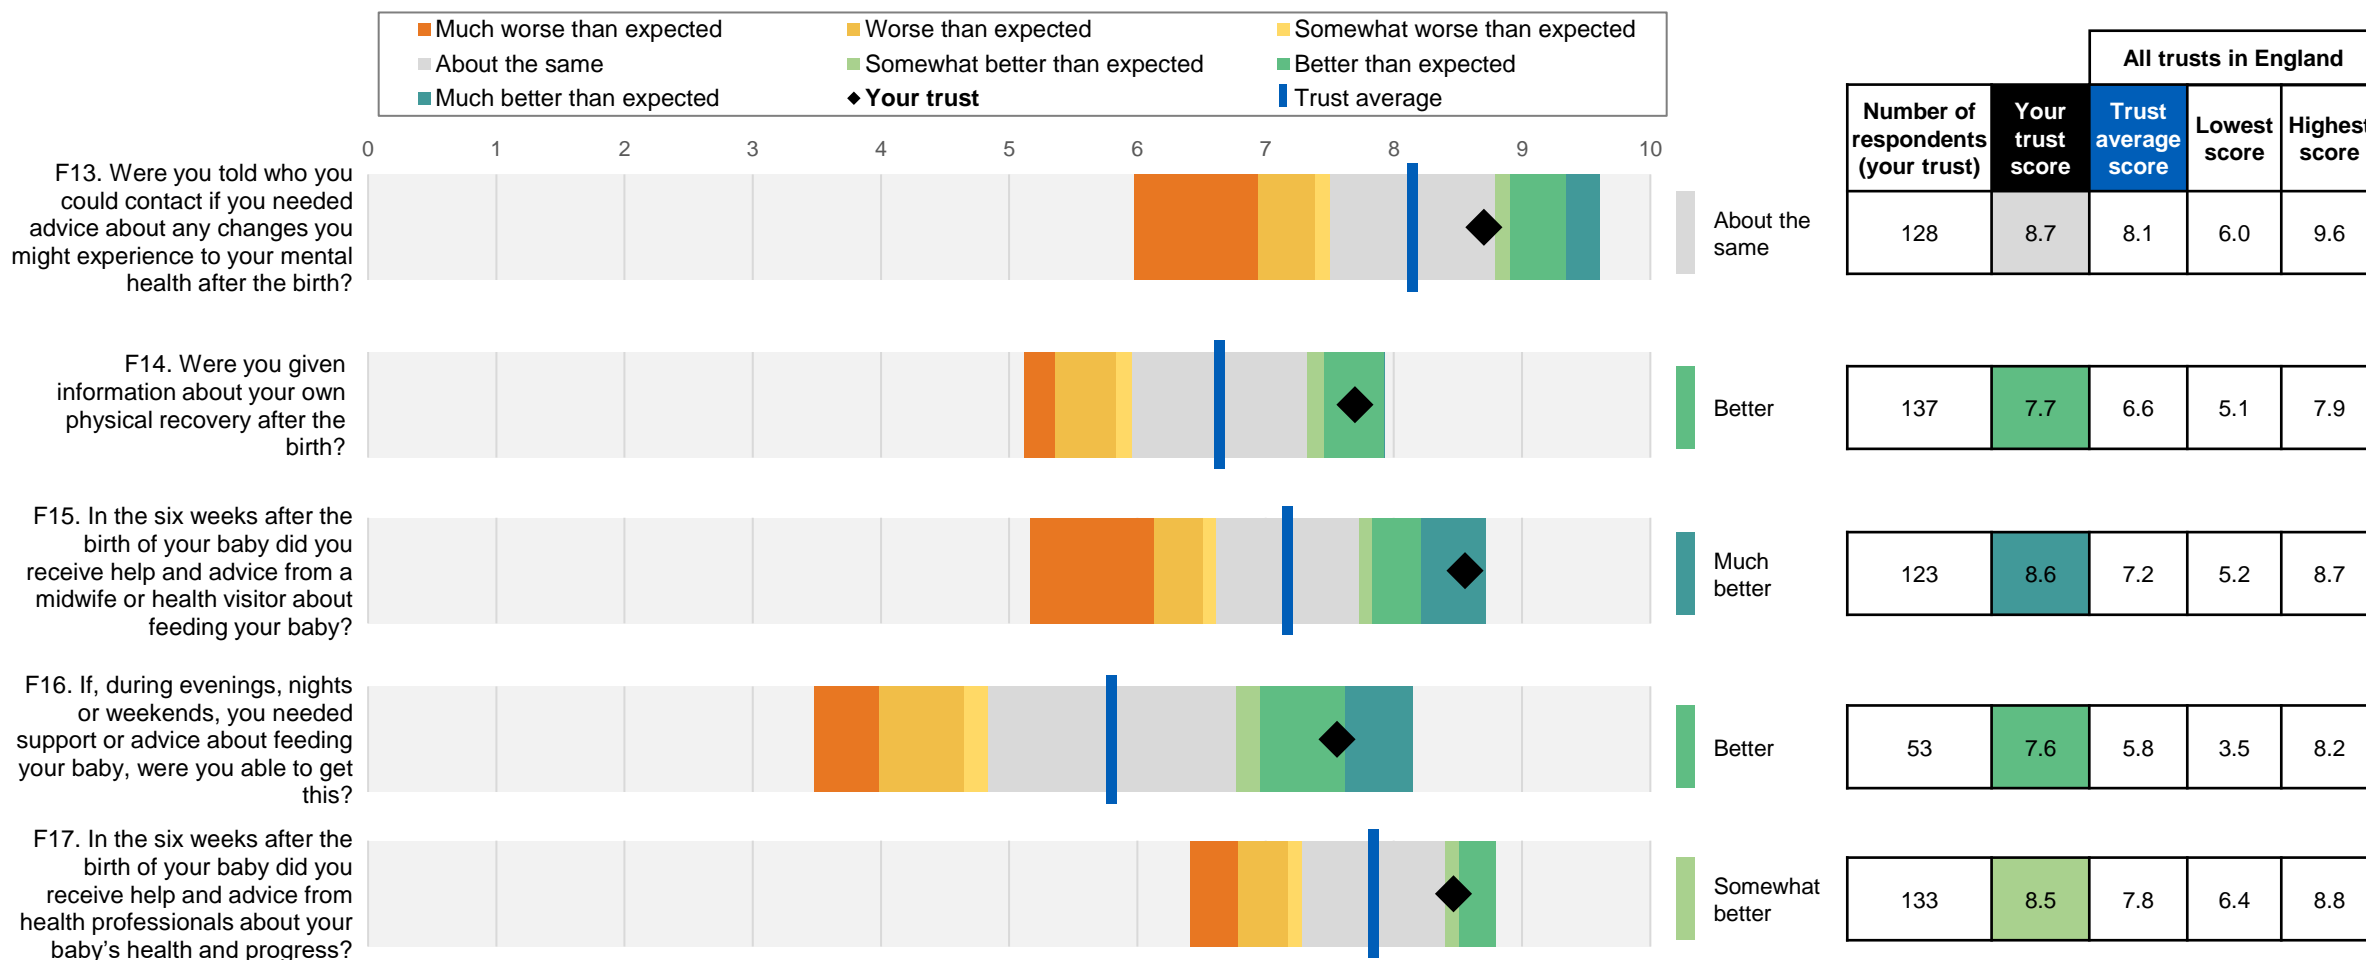 Much worse than expected
Worse than expected
Somewhat worse than expected
About the same
Somewhat better than expected
Better than expected
Much better than expected
Your trust
Trust average
All trusts in England
Number of
respondents
(your trust)
Your
trust
score
Trust
average
score
Lowest
score
Highest
score
0 1 2 3 4 5 6 7 8 9 10
F13. Were you told who you
could contact if you needed
advice about any changes you
might experience to your mental
health after the birth?
About the
same
128 8.7 8.1 6.0 9.6
F14. Were you given
information about your own
physical recovery after the
birth?
Better
137 7.7 6.6 5.1 7.9
F15. In the six weeks after the
birth of your baby did you
receive help and advice from a
midwife or health visitor about
feeding your baby?
Much
better
123 8.6 7.2 5.2 8.7
F16. If, during evenings, nights
or weekends, you needed
support or advice about feeding
your baby, were you able to get
this?
Better
53 7.6 5.8 3.5 8.2
F17. In the six weeks after the
birth of your baby did you
receive help and advice from
health professionals about your
baby’s health and progress?
Somewhat
better
133 8.5 7.8 6.4 8.8